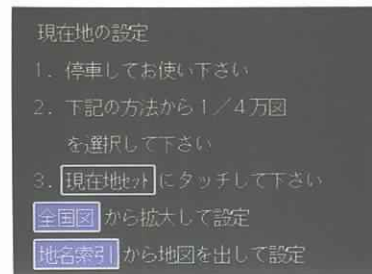 現在地の設定
1. 停車してお使い下さい
2. 下記の方法から1／4万図
を選択して下さい
3. 現在地ｾｯﾄ にタッチして下さい
全国図 から拡大して設定
地名索引 から地図を出して設定